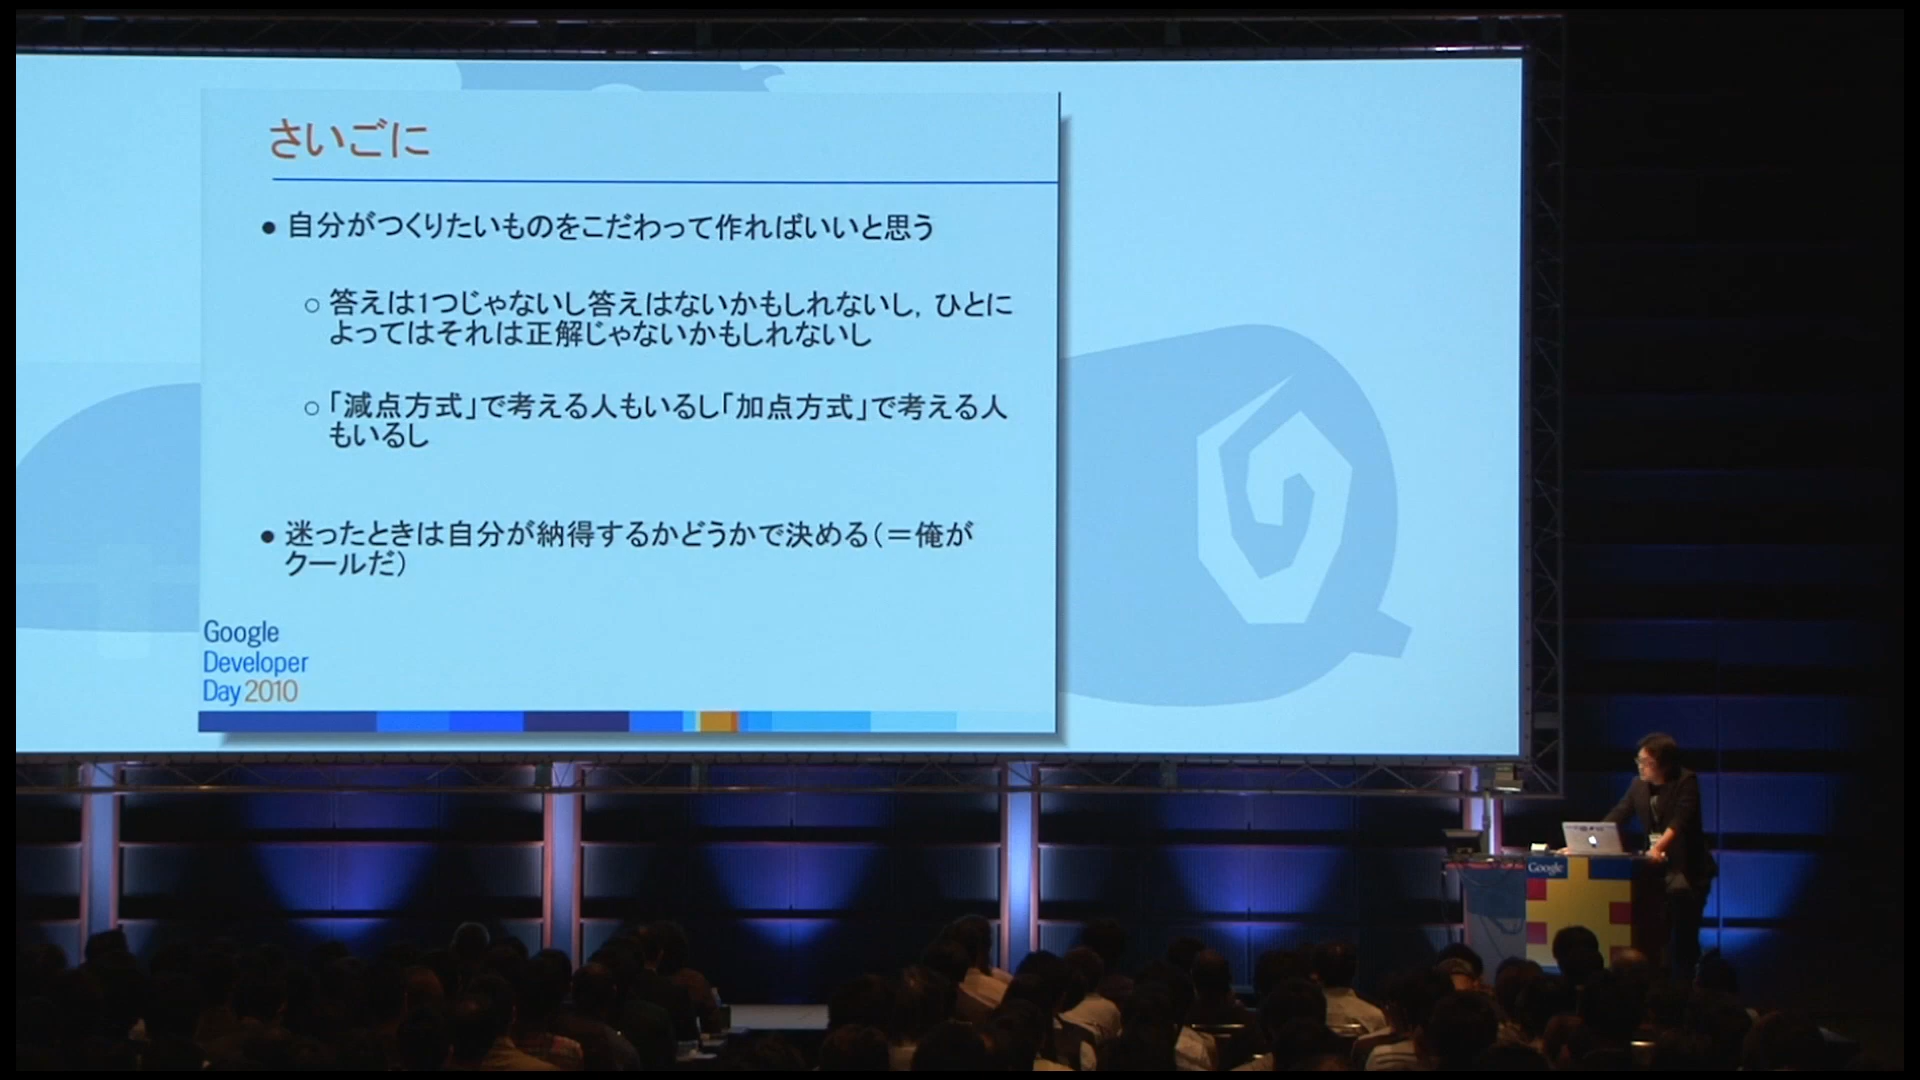 さいごに
● 自分がつくりたいものをこだわって作ればいいと思う
○ 答えは1つじゃないし答えはないかもしれないし，ひとに
よってはそれは正解じゃないかもしれないし
○ 「減点方式」で考える人もいるし「加点方式」で考える人
もいるし
● 迷ったときは自分が納得するかどうかで決める（＝俺が
クールだ）
Google
Developer
Day 2010
Google